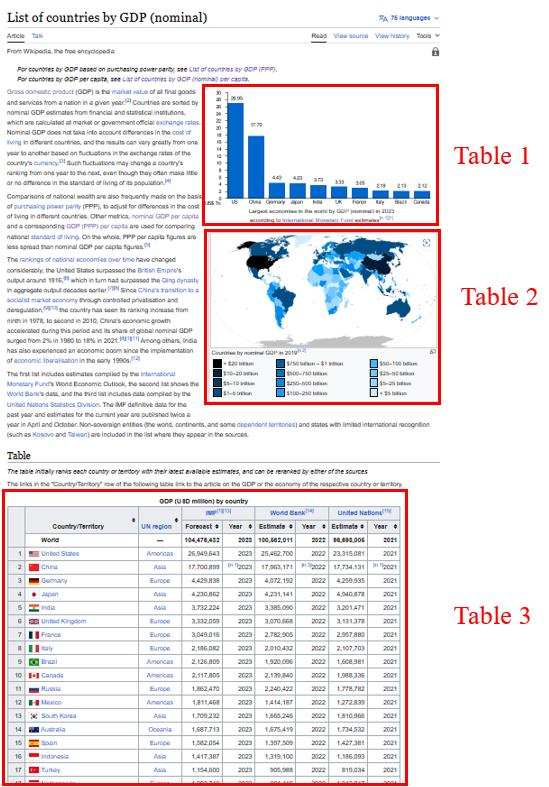 List of countries by GDP (nominal)
75 languages
Article Talk
Read View source View history Tools
From Wikipedia, the free encyclopedia
For countries by GDP based on purchasing power parity, see List of countries by GDP (PPP).
For countries by GDP per capita, see List of countries by GDP (nominal) per capita.
Gross domestic product (GDP) is the market value of all final goods
and services from a nation in a given year.[2] Countries are sorted by
nominal GDP estimates from financial and statistical institutions,
which are calculated at market or government official exchange rates.
Nominal GDP does not take into account differences in the cost of
living in different countries, and the results can vary greatly from one
year to another based on fluctuations in the exchange rates of the
country's currency.[3] Such fluctuations may change a country's
ranking from one year to the next, even though they often make little
or no difference in the standard of living of its population.[4]
Comparisons of national wealth are also frequently made on the basis
of purchasing power parity (PPP), to adjust for differences in the cost
of living in different countries. Other metrics, nominal GDP per capita
and a corresponding GDP (PPP) per capita are used for comparing
national standard of living. On the whole, PPP per capita figures are
less spread than nominal GDP per capita figures.[5]
The rankings of national economies over time have changed
considerably; the United States surpassed the British Empire's
output around 1916, which in turn had surpassed the Qing dynasty
in aggregate output decades earlier. Since China's transition to a
socialist market economy through controlled privatisation and
deregulation, the country has seen its ranking increase from
ninth in 1978, to second in 2010; China's economic growth
accelerated during this period and its share of global nominal GDP
surged from 2% in 1980 to 18% in 2021. Among others, India
has also experienced an economic boom since the implementation
of economic liberalisation in the early 1990s.
The first list includes estimates compiled by the International
Monetary Fund's World Economic Outlook, the second list shows the
World Bank's data, and the third list includes data compiled by the
United Nations Statistics Division. The IMF definitive data for the
past year and estimates for the current year are published twice a
year in April and October. Non-sovereign entities (the world, continents, and some dependent territories) and states with limited international recognition
(such as Kosovo and Taiwan) are included in the list where they appear in the sources.
30
28
26
24
22
20
18
16
14
12
10
8
6
4
2
26.95
17.70
4.43 4.23 3.73 3.33 3.05 2.19 2.13 2.12
US$ Tn US China Germany Japan India UK France Italy Brazil Canada
Largest economies in the world by GDP (nominal) in 2023
according to International Monetary Fund estimates
Table 1
Table 2
Countries by nominal GDP in 2019
> $20 trillion $750 billion – $1 trillion $50–100 billion
$10–20 trillion $500–750 billion $25–50 billion
$5–10 trillion $250–500 billion $5–25 billion
$1–5 trillion $100–250 billion < $5 billion
Table
The table initially ranks each country or territory with their latest available estimates, and can be reranked by either of the sources
The links in the "Country/Territory" row of the following table link to the article on the GDP or the economy of the respective country or territory.
GDP (USD million) by country
Country/Territory UN region IMF[1][13] World Bank[14] United Nations[15]
Forecast Year Estimate Year Estimate Year
World — 104,476,432 2023 100,562,011 2022 96,698,005 2021
1 United States Americas 26,949,643 2023 25,462,700 2022 23,315,081 2021
2 China Asia 17,700,899 [n 1]2023 17,963,171 [n 3]2022 17,734,131 [n 1]2021
3 Germany Europe 4,429,838 2023 4,072,192 2022 4,259,935 2021
4 Japan Asia 4,230,862 2023 4,231,141 2022 4,940,878 2021
5 India Asia 3,732,224 2023 3,385,090 2022 3,201,471 2021
6 United Kingdom Europe 3,332,059 2023 3,070,668 2022 3,131,378 2021
7 France Europe 3,049,016 2023 2,782,905 2022 2,957,880 2021
8 Italy Europe 2,186,082 2023 2,010,432 2022 2,107,703 2021
9 Brazil Americas 2,126,809 2023 1,920,096 2022 1,608,981 2021
10 Canada Americas 2,117,805 2023 2,139,840 2022 1,988,336 2021
11 Russia Europe 1,862,470 2023 2,240,422 2022 1,778,782 2021
12 Mexico Americas 1,811,468 2023 1,414,187 2022 1,272,839 2021
13 South Korea Asia 1,709,232 2023 1,665,246 2022 1,810,966 2021
14 Australia Oceania 1,687,713 2023 1,675,419 2022 1,734,532 2021
15 Spain Europe 1,582,054 2023 1,397,509 2022 1,427,381 2021
16 Indonesia Asia 1,417,387 2023 1,319,100 2022 1,186,093 2021
17 Turkey Asia 1,154,600 2023 905,988 2022 819,034 2021
Table 3